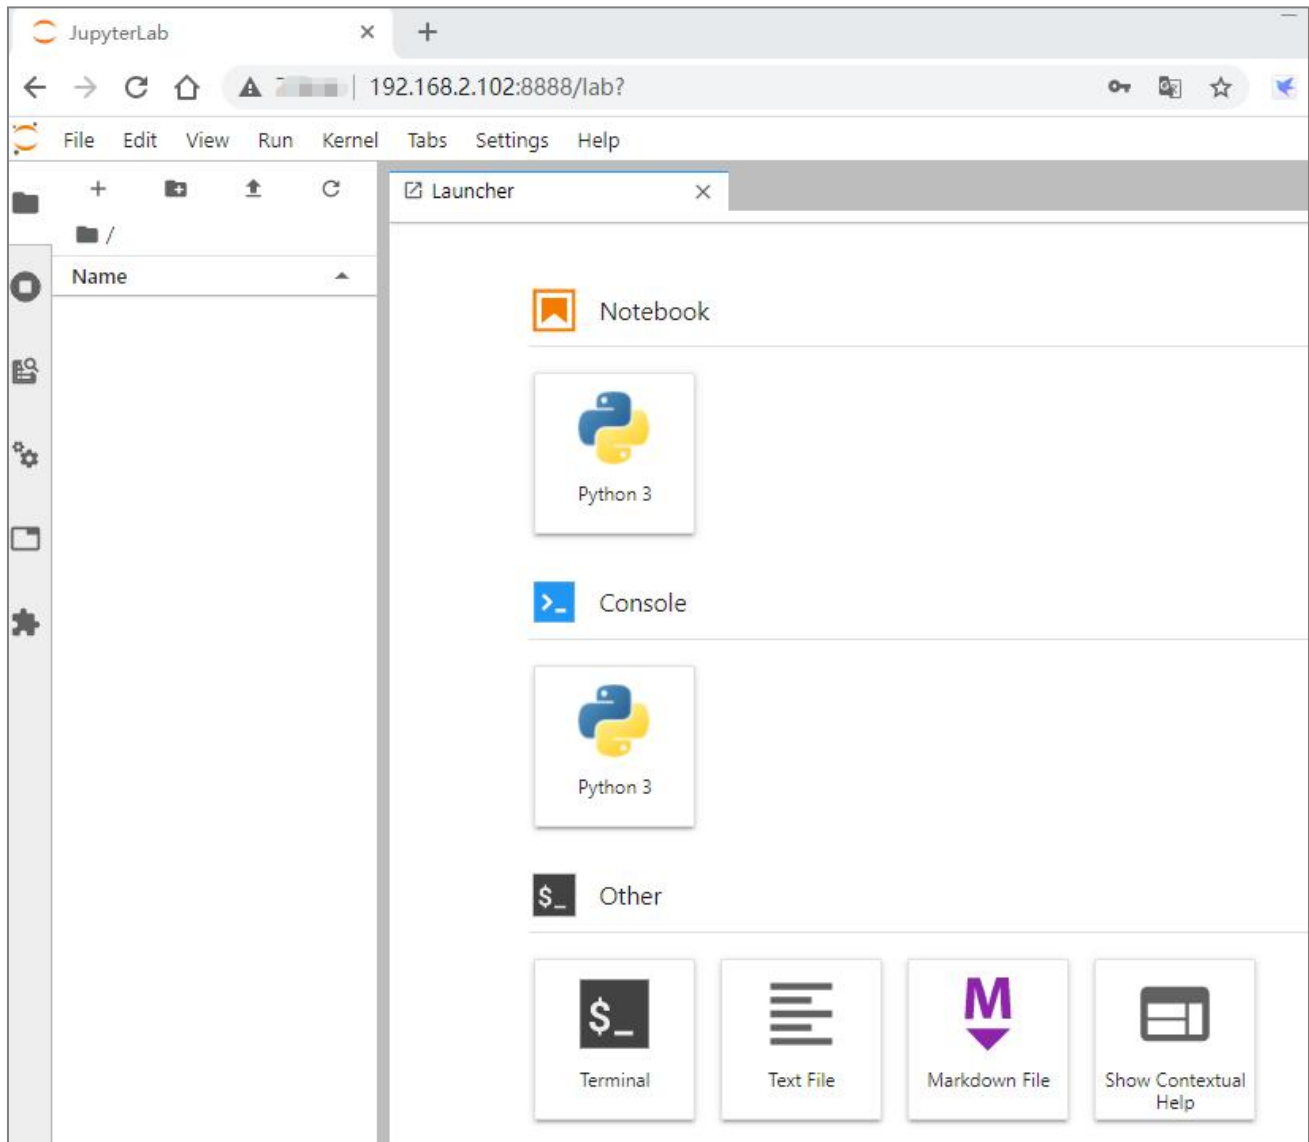 JupyterLab
192.168.2.102:8888/lab?
File Edit View Run Kernel Tabs Settings Help
Launcher
/
Name
Notebook
Python 3
Console
Python 3
$_ Other
$_
Terminal Text File Markdown File Show Contextual
Help